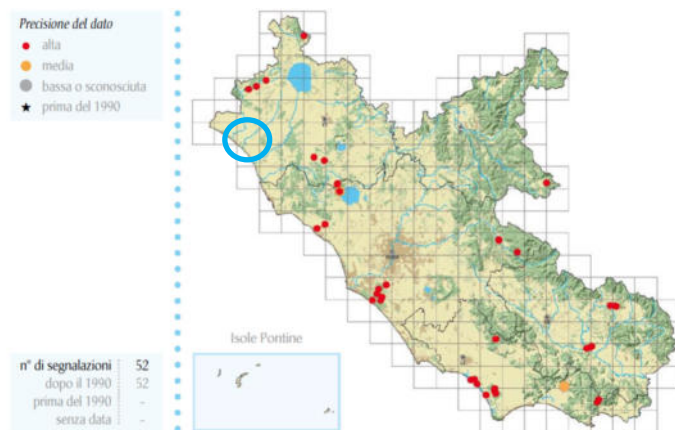 Precisione del dato
alta
media
bassa o sconosciuta
prima del 1990
Isole Pontine
n° di segnalazioni 52
dopo il 1990 52
prima del 1990 -
senza data -